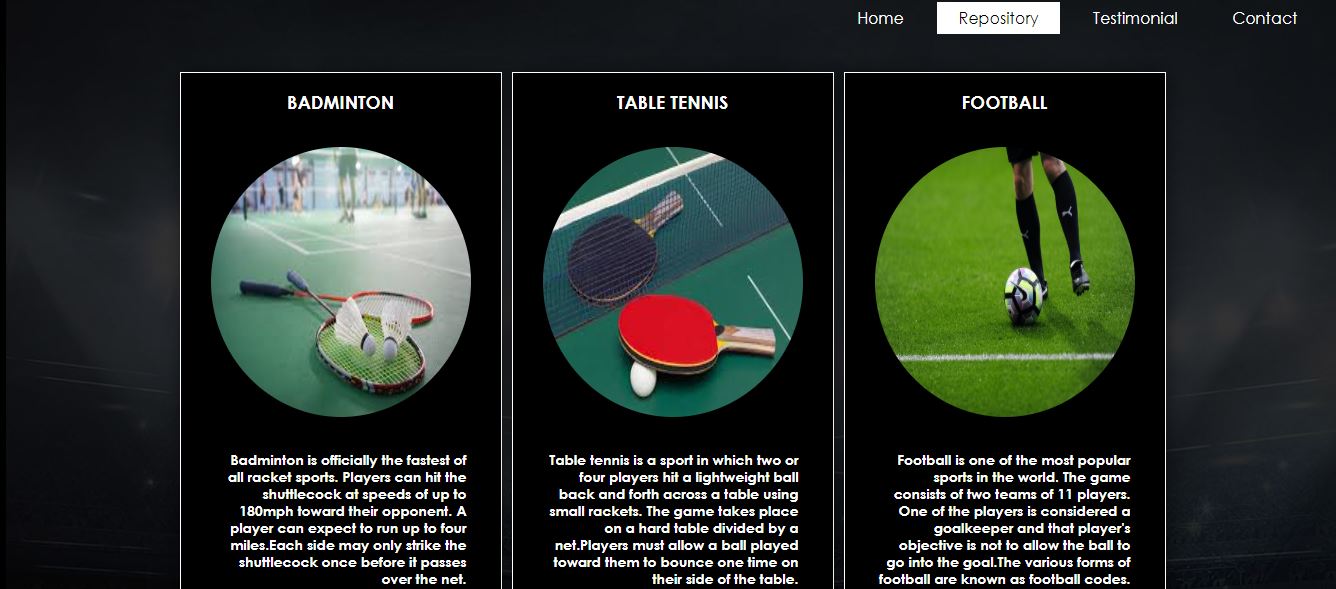 Home Repository Testimonial Contact
BADMINTON
Badminton is officially the fastest of
all racket sports. Players can hit the
shuttlecock at speeds of up to
180mph toward their opponent. A
player can expect to run up to four
miles.Each side may only strike the
shuttlecock once before it passes
over the net.
TABLE TENNIS
Table tennis is a sport in which two or
four players hit a lightweight ball
back and forth across a table using
small rackets. The game takes place
on a hard table divided by a
net.Players must allow a ball played
toward them to bounce one time on
their side of the table.
FOOTBALL
Football is one of the most popular
sports in the world. The game
consists of two teams of 11 players.
One of the players is considered a
goalkeeper and that player's
objective is not to allow the ball to
go into the goal.The various forms of
football are known as football codes.